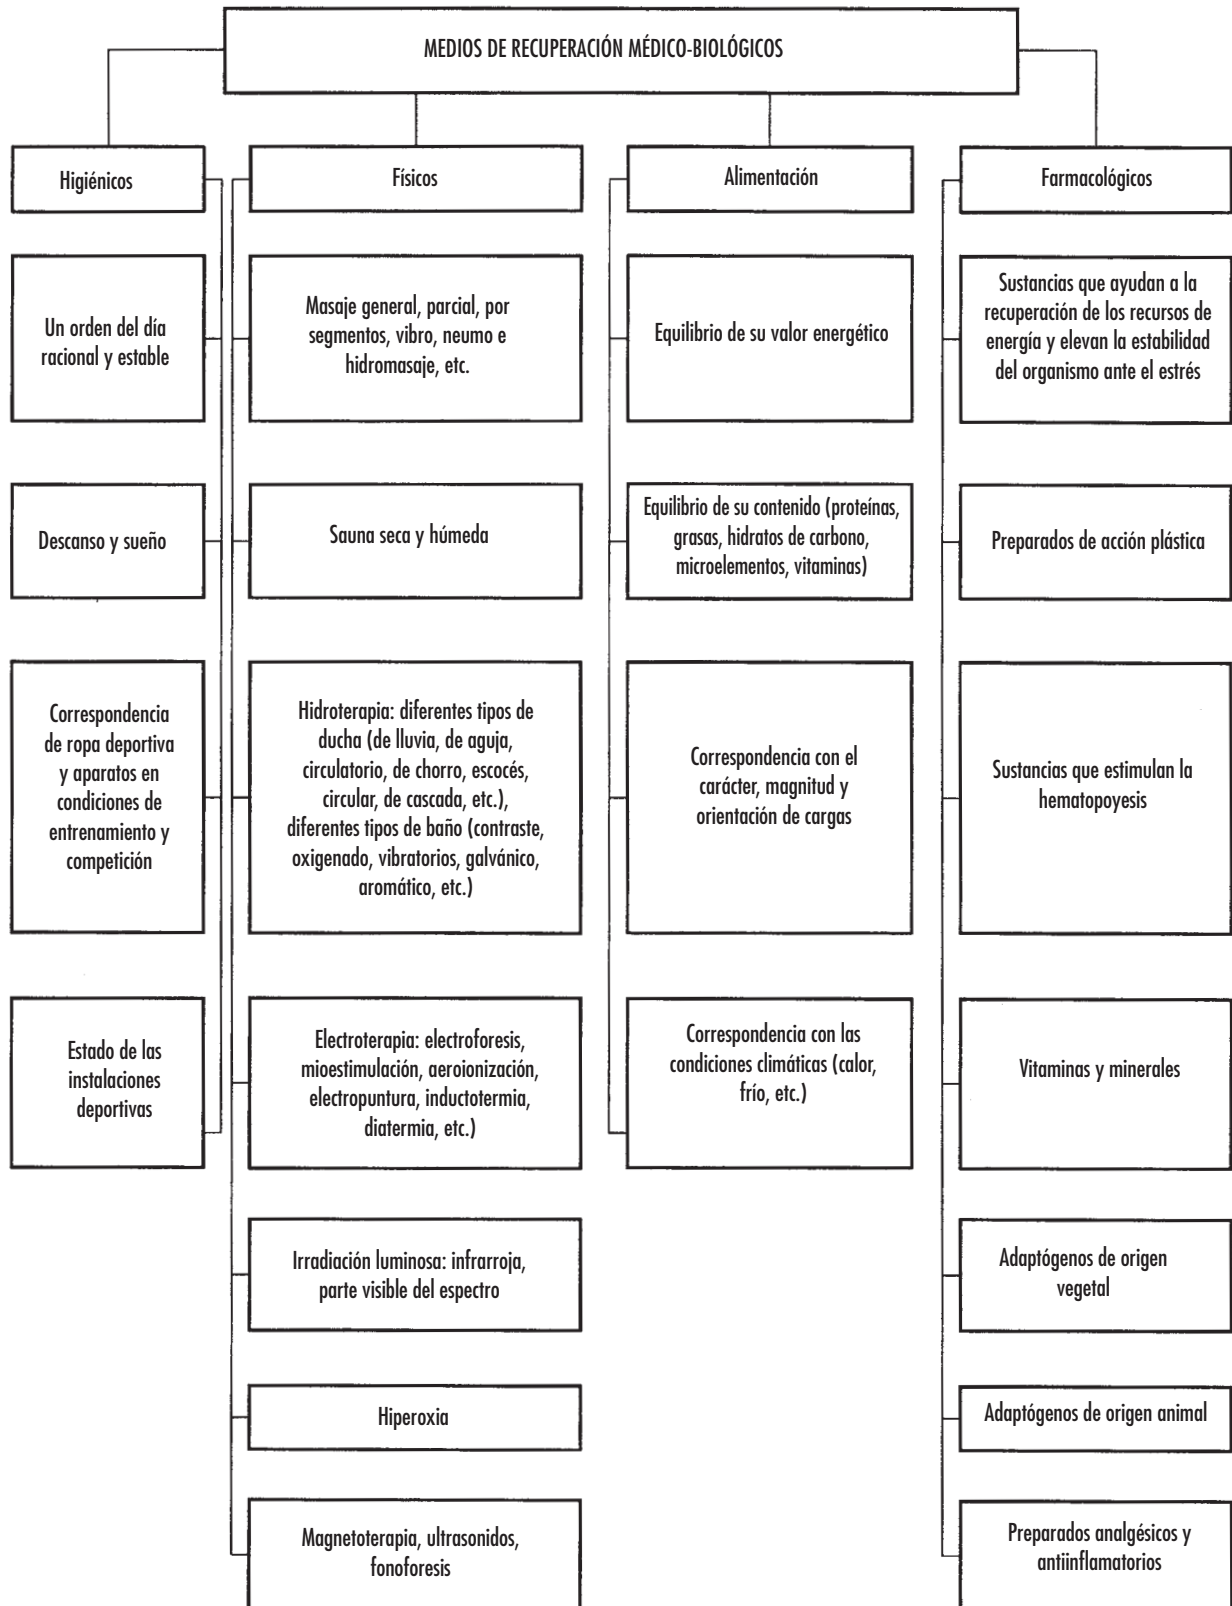 MEDIOS DE RECUPERACIÓN MÉDICO-BIOLÓGICOS
Higiénicos
Un orden del día
racional y estable
Descanso y sueño
Correspondencia
de ropa deportiva
y aparatos en
condiciones de
entrenamiento y
competición
Estado de las
instalaciones
deportivas
Físicos
Masaje general, parcial, por
segmentos, vibro, neumo e
hidromasaje, etc.
Sauna seca y húmeda
Hidroterapia: diferentes tipos de
ducha (de lluvia, de aguja,
circulatorio, de chorro, escocés,
circular, de cascada, etc.),
diferentes tipos de baño (contraste,
oxigenado, vibratorios, galvánico,
aromático, etc.)
Electroterapia: electroforesis,
mioestimulación, aeroionización,
electropuntura, inductotermia,
diatermia, etc.)
Irradiación luminosa: infrarroja,
parte visible del espectro
Hiperoxia
Magnetoterapia, ultrasonidos,
fonoforesis
Alimentación
Equilibrio de su valor energético
Equilibrio de su contenido (proteínas,
grasas, hidratos de carbono,
microelementos, vitaminas)
Correspondencia con el
carácter, magnitud y
orientación de cargas
Correspondencia con las
condiciones climáticas (calor,
frío, etc.)
Farmacológicos
Sustancias que ayudan a la
recuperación de los recursos de
energía y elevan la estabilidad
del organismo ante el estrés
Preparados de acción plástica
Sustancias que estimulan la
hematopoyesis
Vitaminas y minerales
Adaptógenos de origen
vegetal
Adaptógenos de origen animal
Preparados analgésicos y
antiinflamatorios